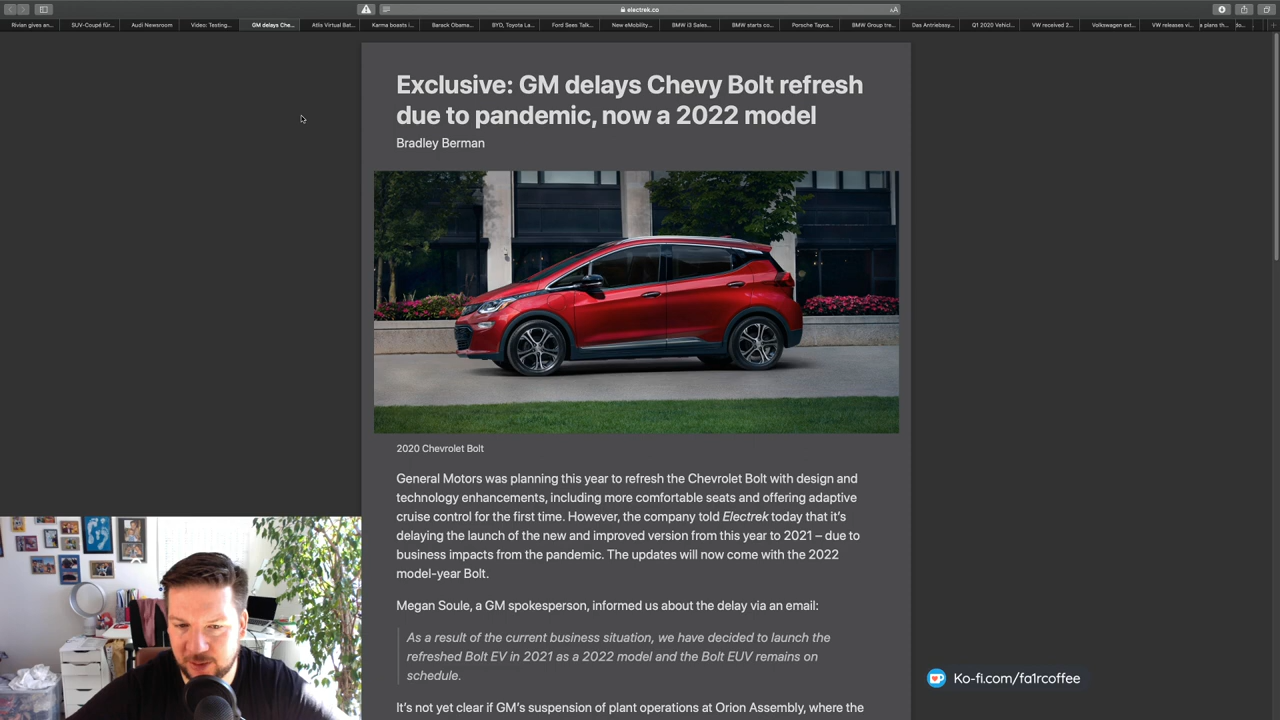 electrek.co
Rivian gives an...
SUV-Coupé für...
Audi Newsroom
Video: Testing...
GM delays Che...
Atlis Virtual Bat...
Karma boasts i...
Barack Obama...
BYD, Toyota La...
Ford Sees Talk...
New eMobility...
BMW i3 Sales...
BMW starts co...
Porsche Tayca...
BMW Group tre...
Das Antriebssy...
Q1 2020 Vehicl...
VW received 2...
Volkswagen ext...
VW releases vi...
a plans th...
Exclusive: GM delays Chevy Bolt refresh
due to pandemic, now a 2022 model
Bradley Berman
2020 Chevrolet Bolt
General Motors was planning this year to refresh the Chevrolet Bolt with design and
technology enhancements, including more comfortable seats and offering adaptive
cruise control for the first time. However, the company told Electrek today that it's
delaying the launch of the new and improved version from this year to 2021 – due to
business impacts from the pandemic. The updates will now come with the 2022
model-year Bolt.
Megan Soule, a GM spokesperson, informed us about the delay via an email:
As a result of the current business situation, we have decided to launch the
refreshed Bolt EV in 2021 as a 2022 model and the Bolt EUV remains on
schedule.
It's not yet clear if GM's suspension of plant operations at Orion Assembly, where the
Ko-fi.com/fa1rcoffee